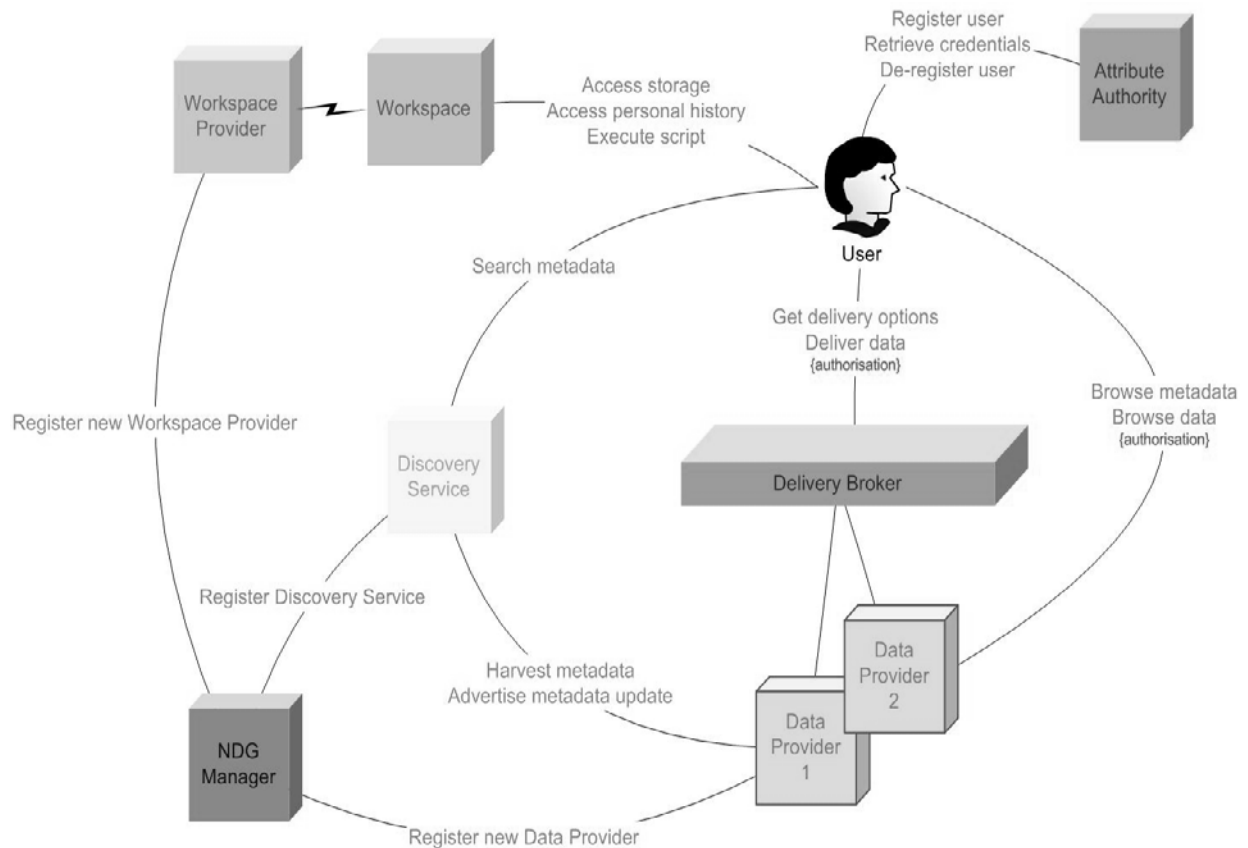 Register user
Retrieve credentials
De-register user
Attribute
Authority
Workspace
Provider
Workspace
Access storage
Access personal history
Execute script
User
Search metadata
Get delivery options
Deliver data
{authorisation}
Browse metadata
Browse data
{authorisation}
Register new Workspace Provider
Discovery
Service
Delivery Broker
Register Discovery Service
Harvest metadata
Advertise metadata update
Data
Provider
2
Data
Provider
1
NDG
Manager
Register new Data Provider